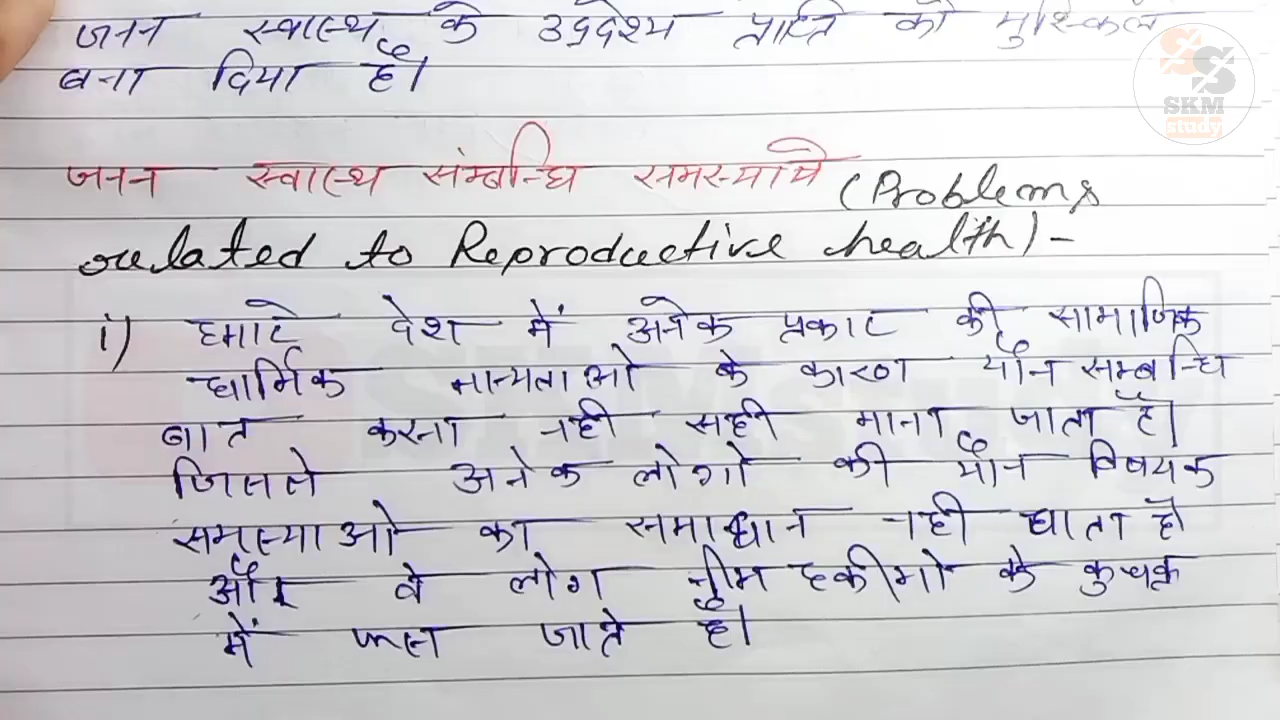 जनन स्वास्थ्य के उद्देश्य प्राप्ति को मुश्किल
बना दिया है।
SKM
study
जनन स्वास्थ्य संम्बन्धि समस्याये (Problems
related to Reproductive health) -
i) हमारे देश में अनेक प्रकार की सामाजिक
धार्मिक मान्यताओ के कारण यौन सम्बन्धि
बात करना नही सही माना जाता है।
जिससे अनेक लोगो की यौन विषयक
समस्याओ का समाधान नही हो पाता है
और वे लोग नीम हकीमो के कुचक्र
में फस जाते है।